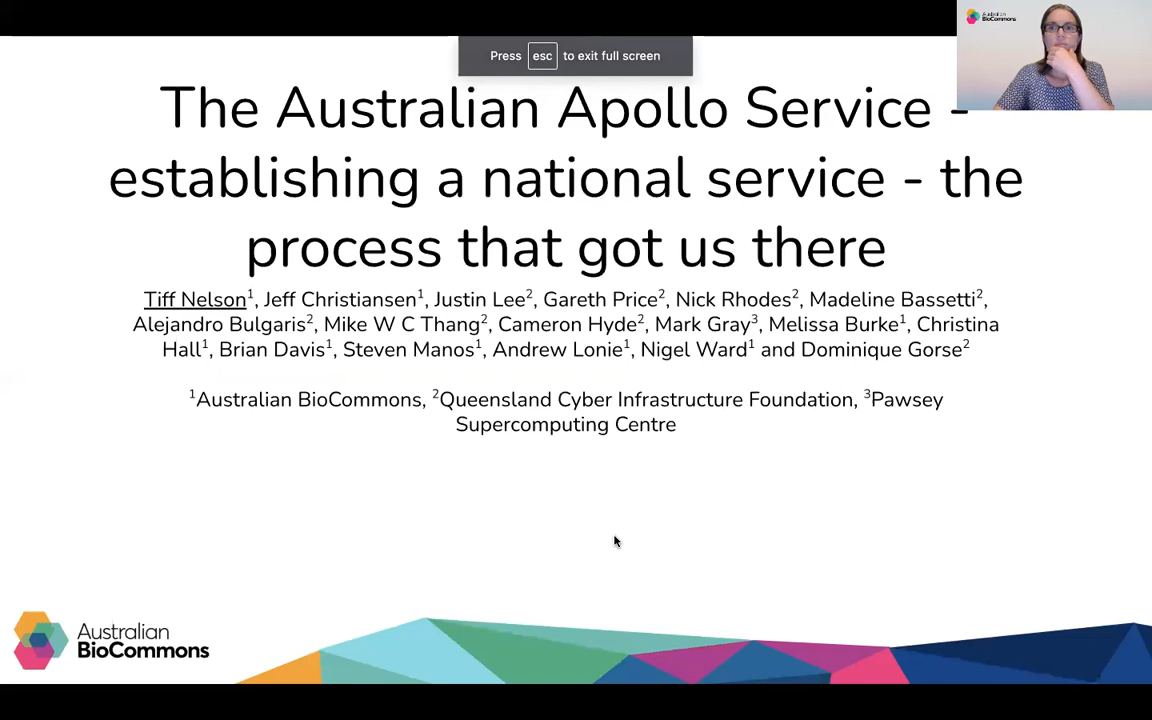 Australian
BioCommons
Press esc to exit full screen
The Australian Apollo Service -
establishing a national service - the
process that got us there
Tiff Nelson¹, Jeff Christiansen¹, Justin Lee², Gareth Price², Nick Rhodes², Madeline Bassetti²,
Alejandro Bulgaris², Mike W C Thang², Cameron Hyde², Mark Gray³, Melissa Burke¹, Christina
Hall¹, Brian Davis¹, Steven Manos¹, Andrew Lonie¹, Nigel Ward¹ and Dominique Gorse²
¹Australian BioCommons, ²Queensland Cyber Infrastructure Foundation, ³Pawsey
Supercomputing Centre
Australian
BioCommons